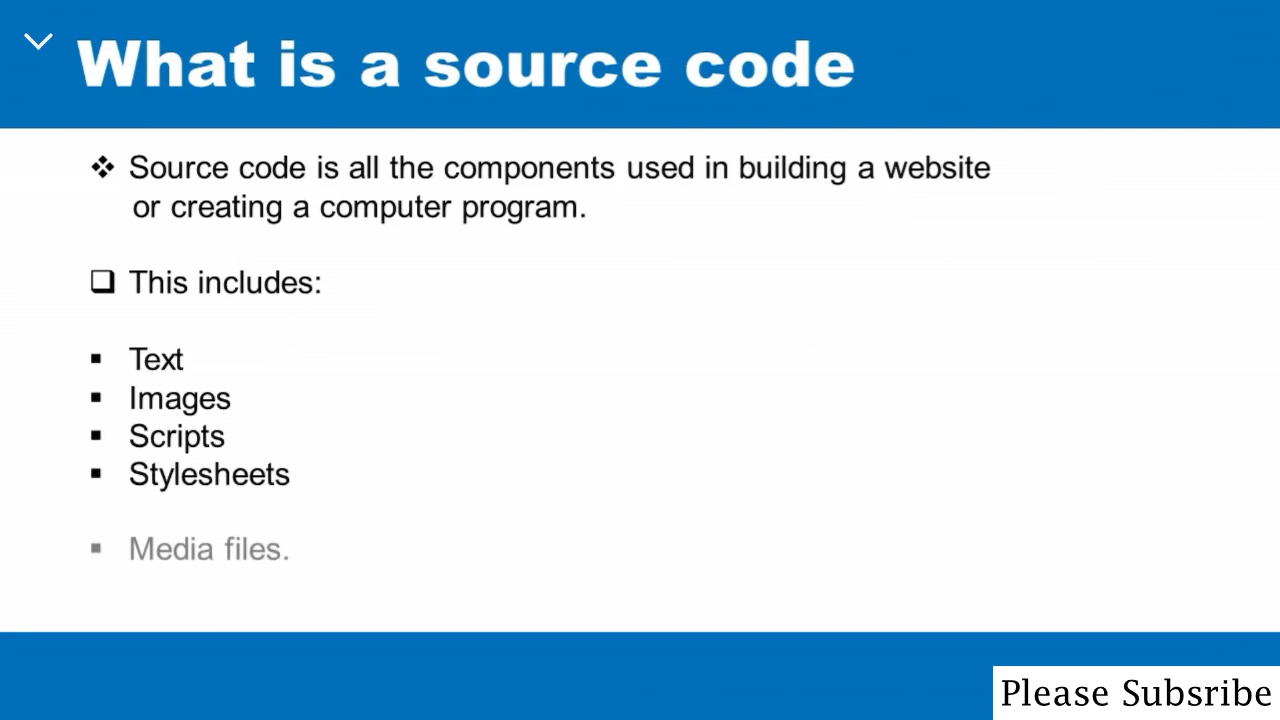 What is a source code
❖ Source code is all the components used in building a website
or creating a computer program.
❑ This includes:
▪ Text
▪ Images
▪ Scripts
▪ Stylesheets
▪ Media files.
Please Subsribe